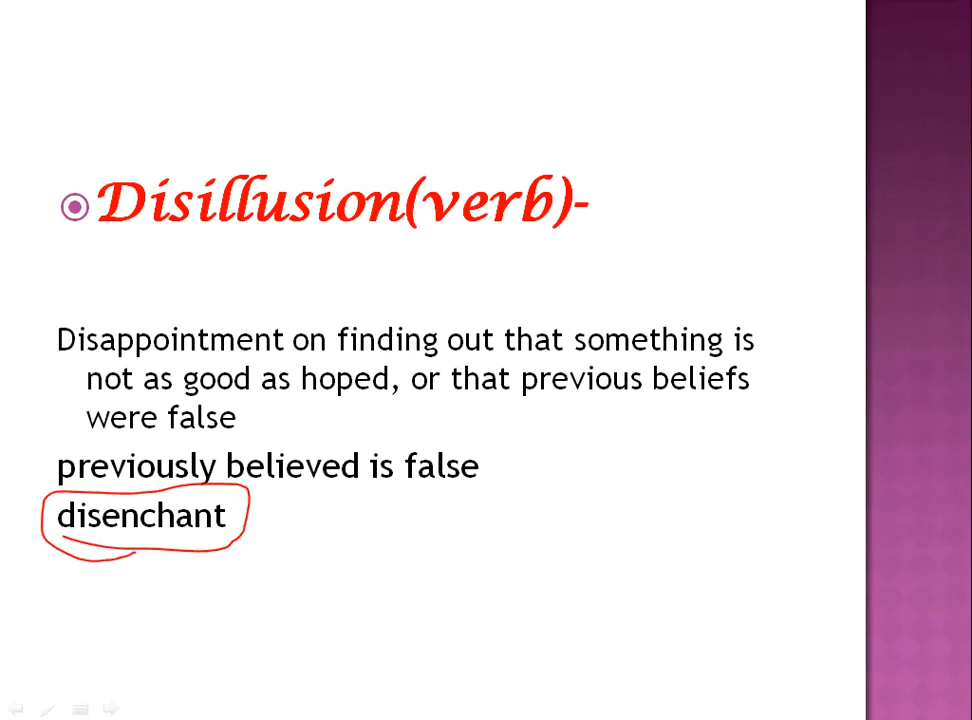 Disillusion(verb)-
Disappointment on finding out that something is
not as good as hoped, or that previous beliefs
were false
previously believed is false
disenchant